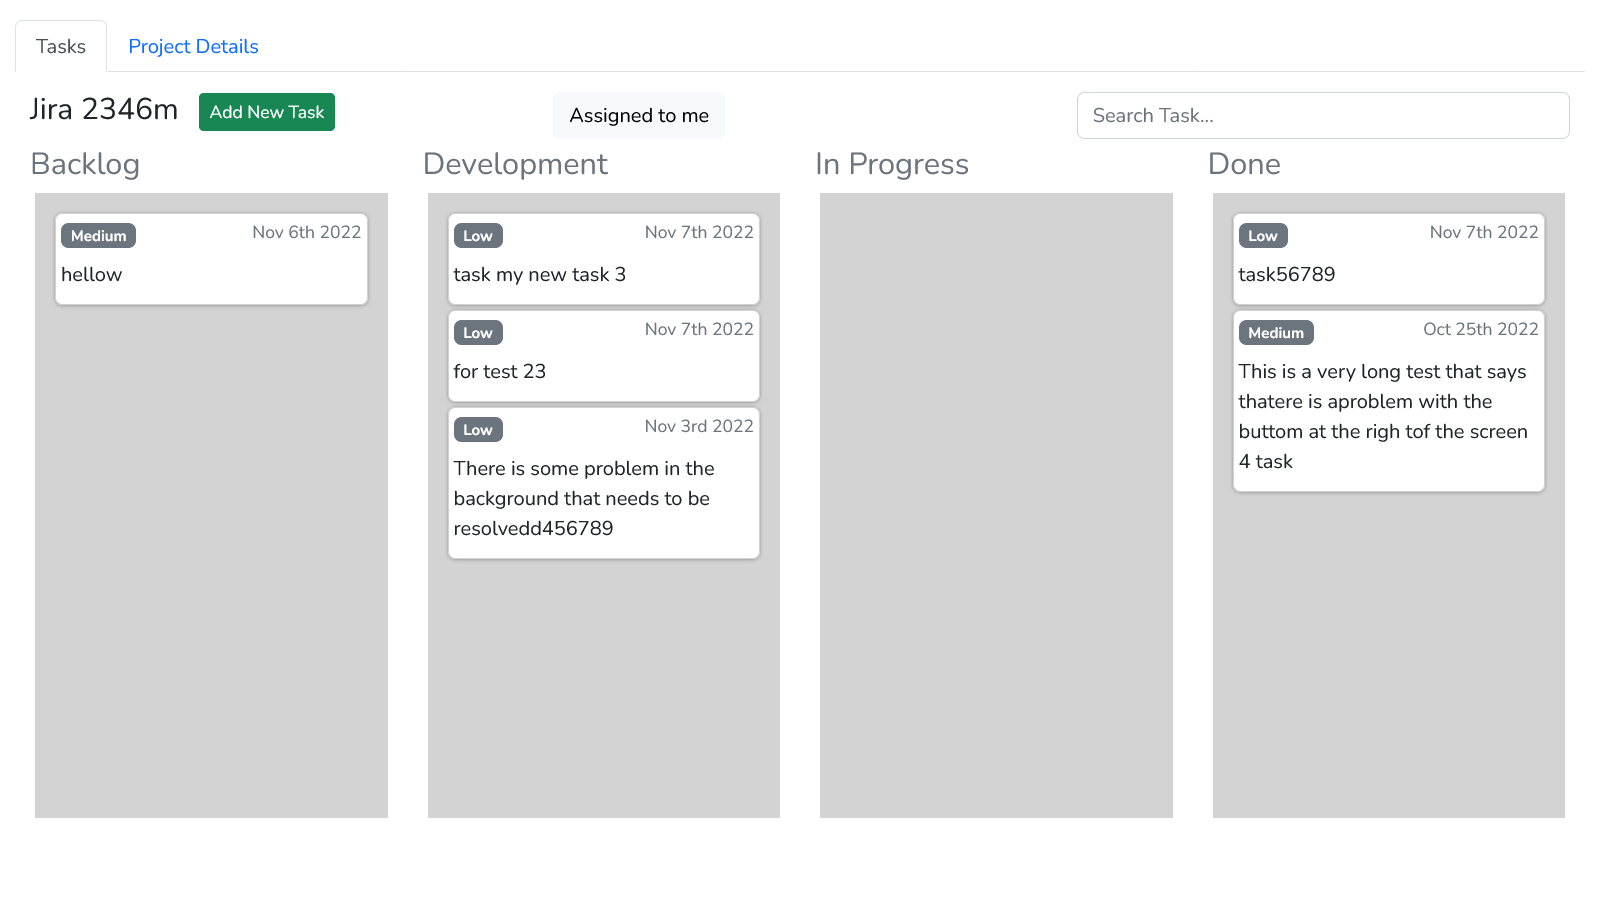 Tasks
Project Details
Jira 2346m
Add New Task
Assigned to me
Search Task...
Backlog
Medium
Nov 6th 2022
hellow
Development
Low
Nov 7th 2022
task my new task 3
Low
Nov 7th 2022
for test 23
Low
Nov 3rd 2022
There is some problem in the
background that needs to be
resolvedd456789
In Progress
Done
Low
Nov 7th 2022
task56789
Medium
Oct 25th 2022
This is a very long test that says
thatere is aproblem with the
buttom at the righ tof the screen
4 task